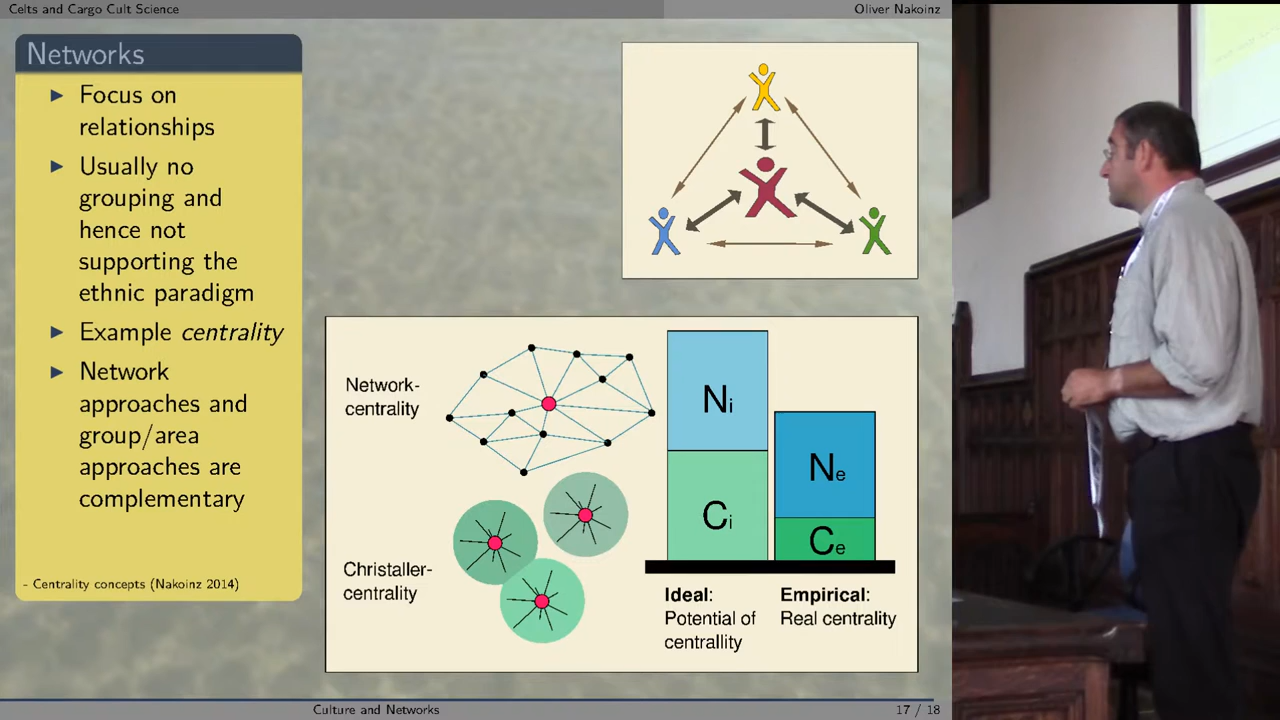 Celts and Cargo Cult Science
Oliver Nakoinz
Networks
Focus on
relationships
Usually no
grouping and
hence not
supporting the
ethnic paradigm
Example centrality
Network
approaches and
group/area
approaches are
complementary
- Centrality concepts (Nakoinz 2014)
Network-
centrality
Christaller-
centrality
Ni
Ci
Ne
Ce
Ideal:
Potential of
centrallity
Empirical:
Real centrality
Culture and Networks
17 / 18